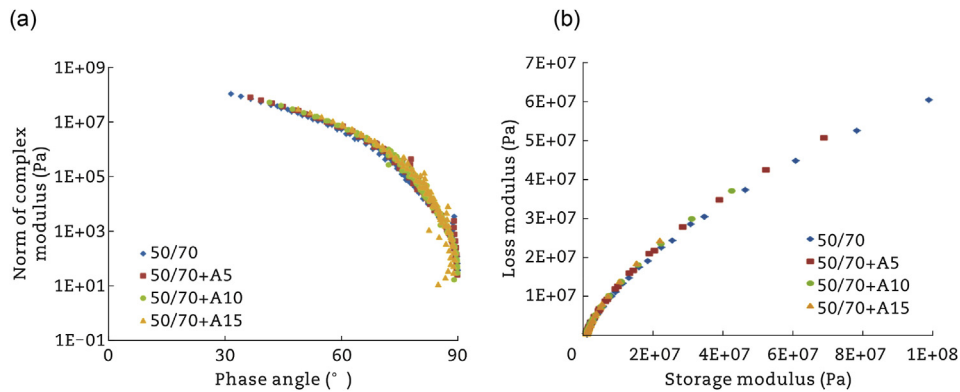 (a)
Norm of complex
modulus (Pa)
1E+09
1E+07
1E+05
1E+03
1E+01
1E−01
50/70
50/70+A5
50/70+A10
50/70+A15
0
30
60
90
Phase angle (°)
(b)
Loss modulus (Pa)
7E+07
6E+07
5E+07
4E+07
3E+07
2E+07
1E+07
50/70
50/70+A5
50/70+A10
50/70+A15
0
2E+07
4E+07
6E+07
8E+07
1E+08
Storage modulus (Pa)